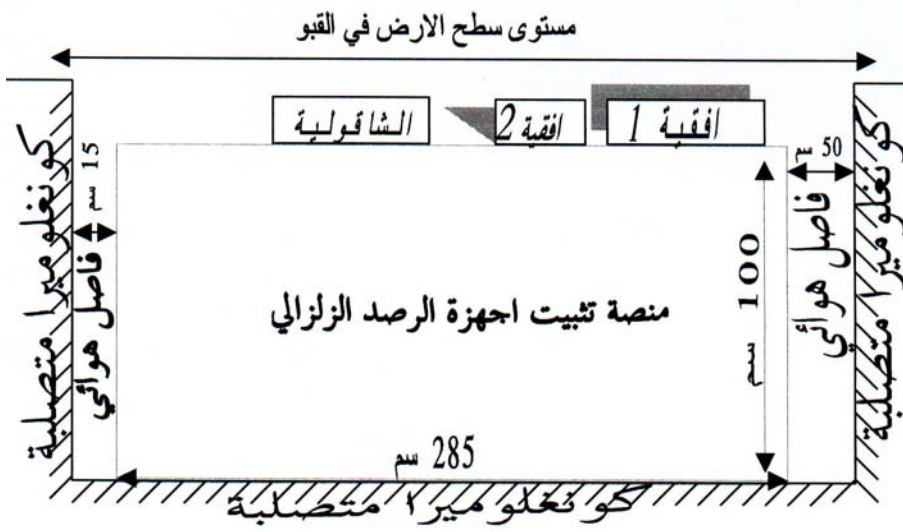 مستوى سطح الارض في القبو
افقية 1
افقية 2
الشاقولية
50 سم
فاصل هوائي
كونغلوميرا متصلبة
100 سم
منصة تثبيت اجهزة الرصد الزلزالي
15 سم
فاصل هوائي
كونغلوميرا متصلبة
285 سم
كونغلوميرا متصلبة